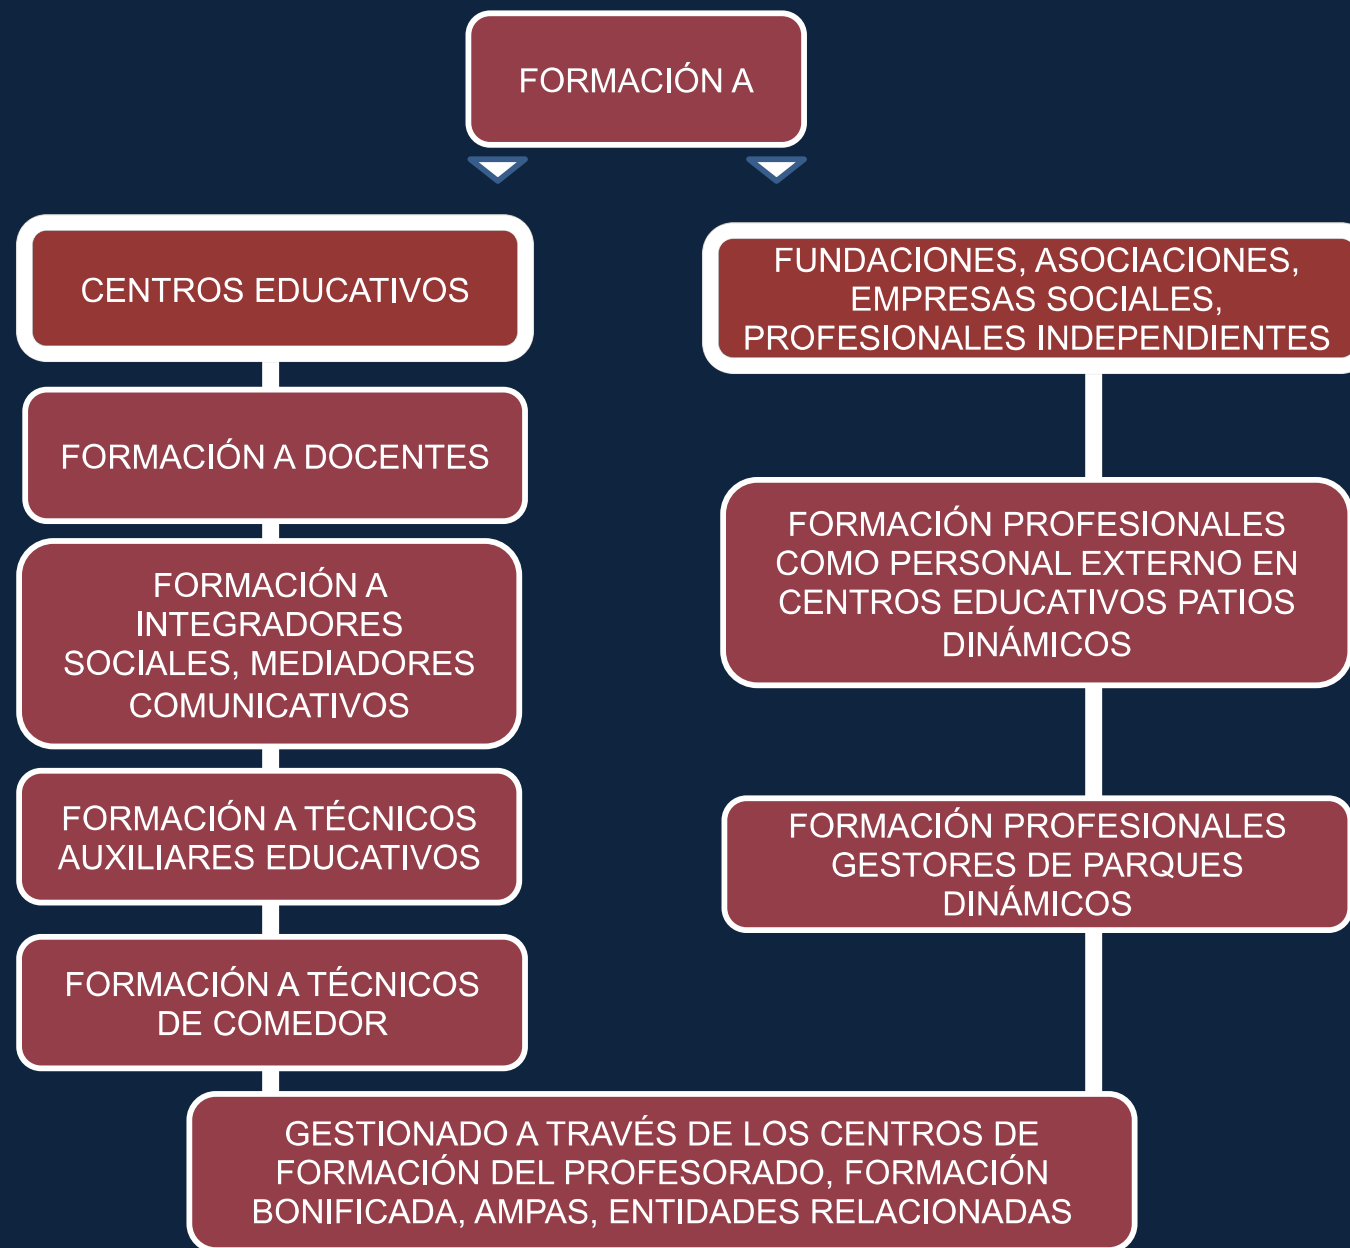 FORMACIÓN A
CENTROS EDUCATIVOS
FORMACIÓN A DOCENTES
FORMACIÓN A
INTEGRADORES
SOCIALES, MEDIADORES
COMUNICATIVOS
FORMACIÓN A TÉCNICOS
AUXILIARES EDUCATIVOS
FORMACIÓN A TÉCNICOS
DE COMEDOR
FUNDACIONES, ASOCIACIONES,
EMPRESAS SOCIALES,
PROFESIONALES INDEPENDIENTES
FORMACIÓN PROFESIONALES
COMO PERSONAL EXTERNO EN
CENTROS EDUCATIVOS PATIOS
DINÁMICOS
FORMACIÓN PROFESIONALES
GESTORES DE PARQUES
DINÁMICOS
GESTIONADO A TRAVÉS DE LOS CENTROS DE
FORMACIÓN DEL PROFESORADO, FORMACIÓN
BONIFICADA, AMPAS, ENTIDADES RELACIONADAS